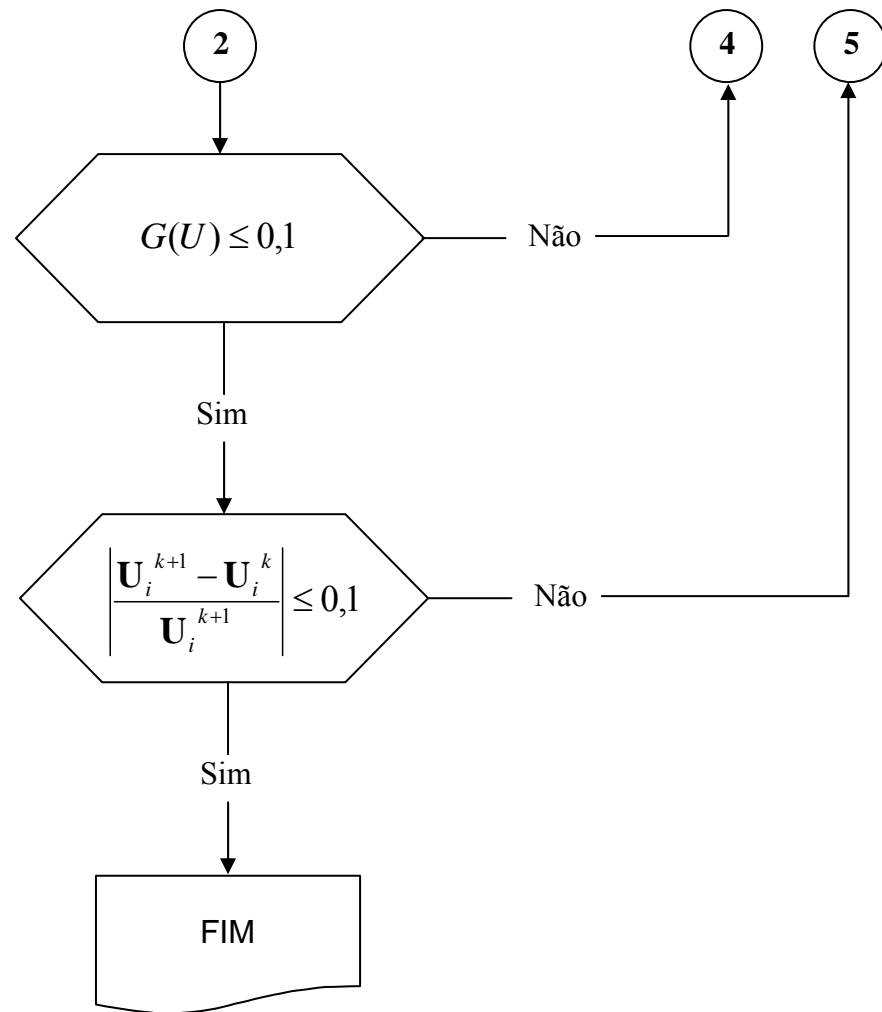 2 4 5
G(U) ≤ 0,1
Não
Sim
|U_i^{k+1} − U_i^k / U_i^{k+1}| ≤ 0,1
Não
Sim
FIM